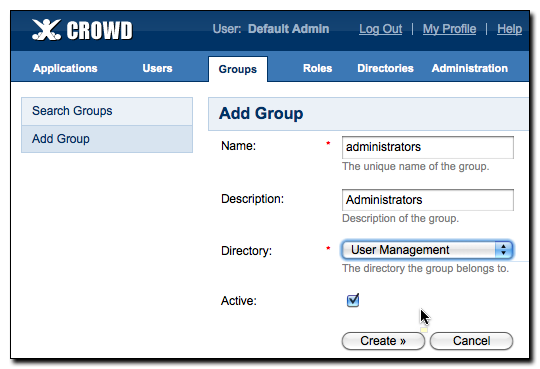 CROWD
User: Default Admin Log Out | My Profile | Help
Applications Users Groups Roles Directories Administration
Search Groups
Add Group
Add Group
Name: * administrators
The unique name of the group.
Description: Administrators
Description of the group.
Directory: * User Management
The directory the group belongs to.
Active:
Create » Cancel